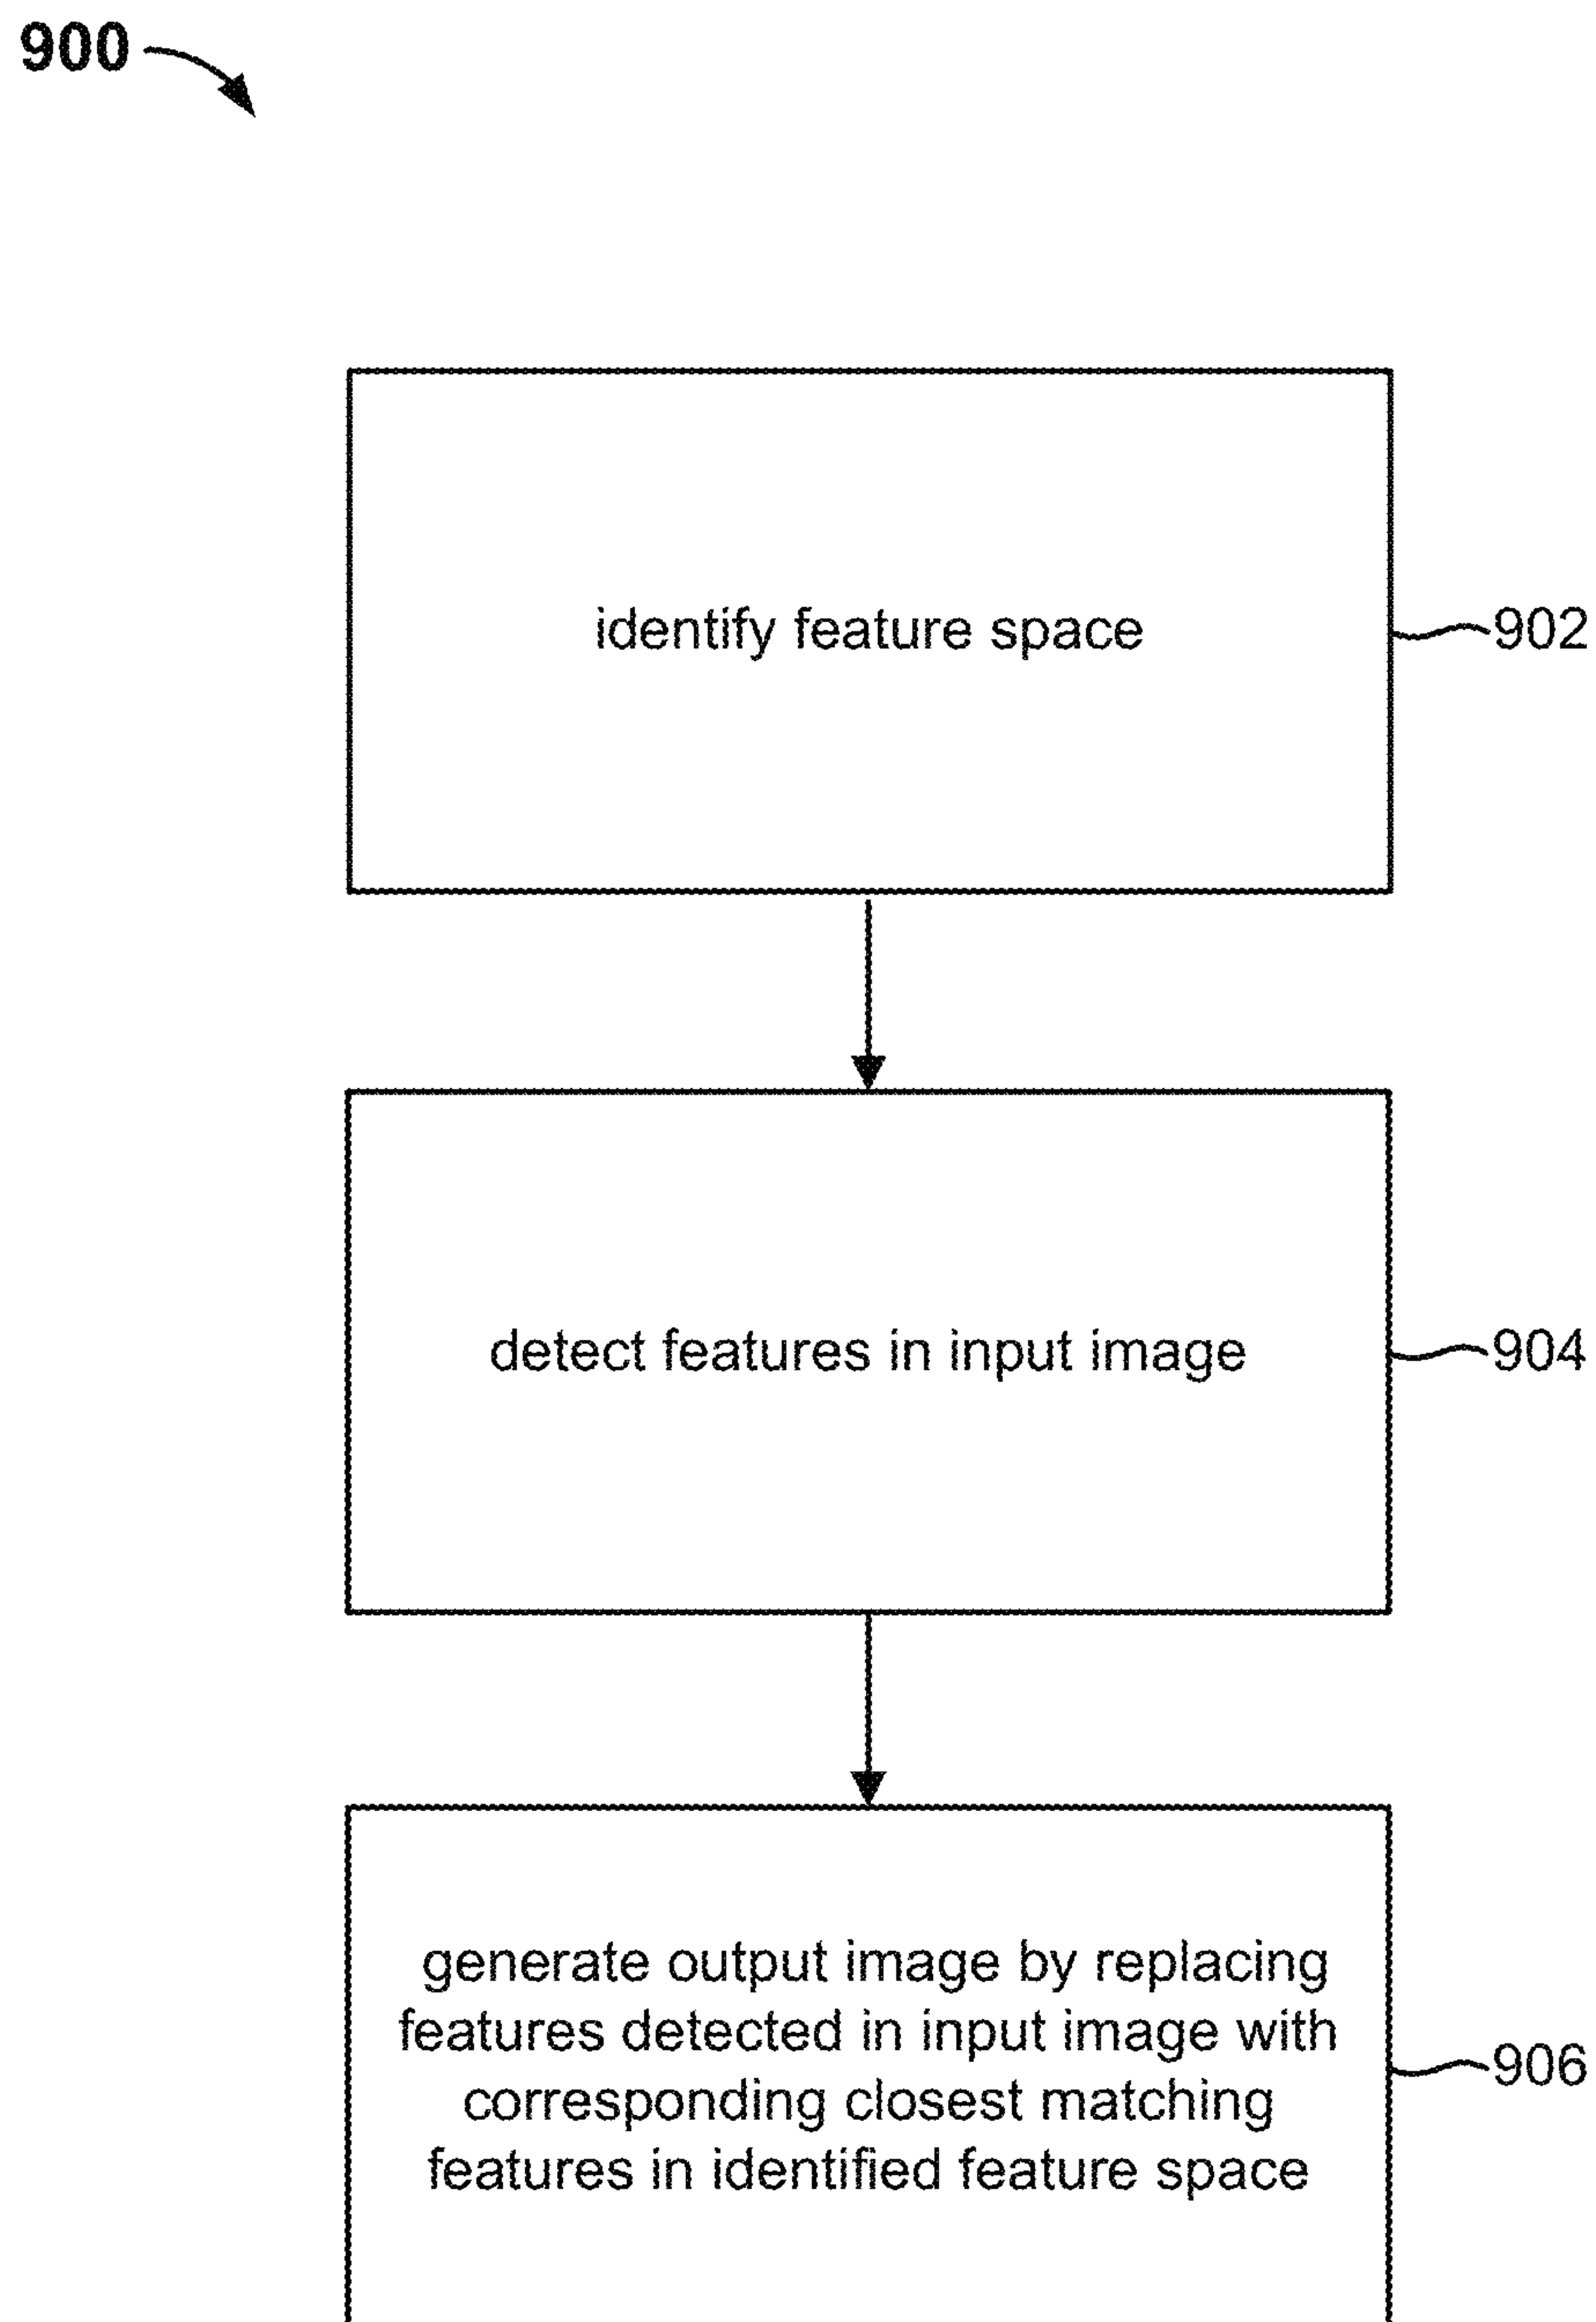 900
identify feature space
902
detect features in input image
904
generate output image by replacing
features detected in input image with
corresponding closest matching
features in identified feature space
906